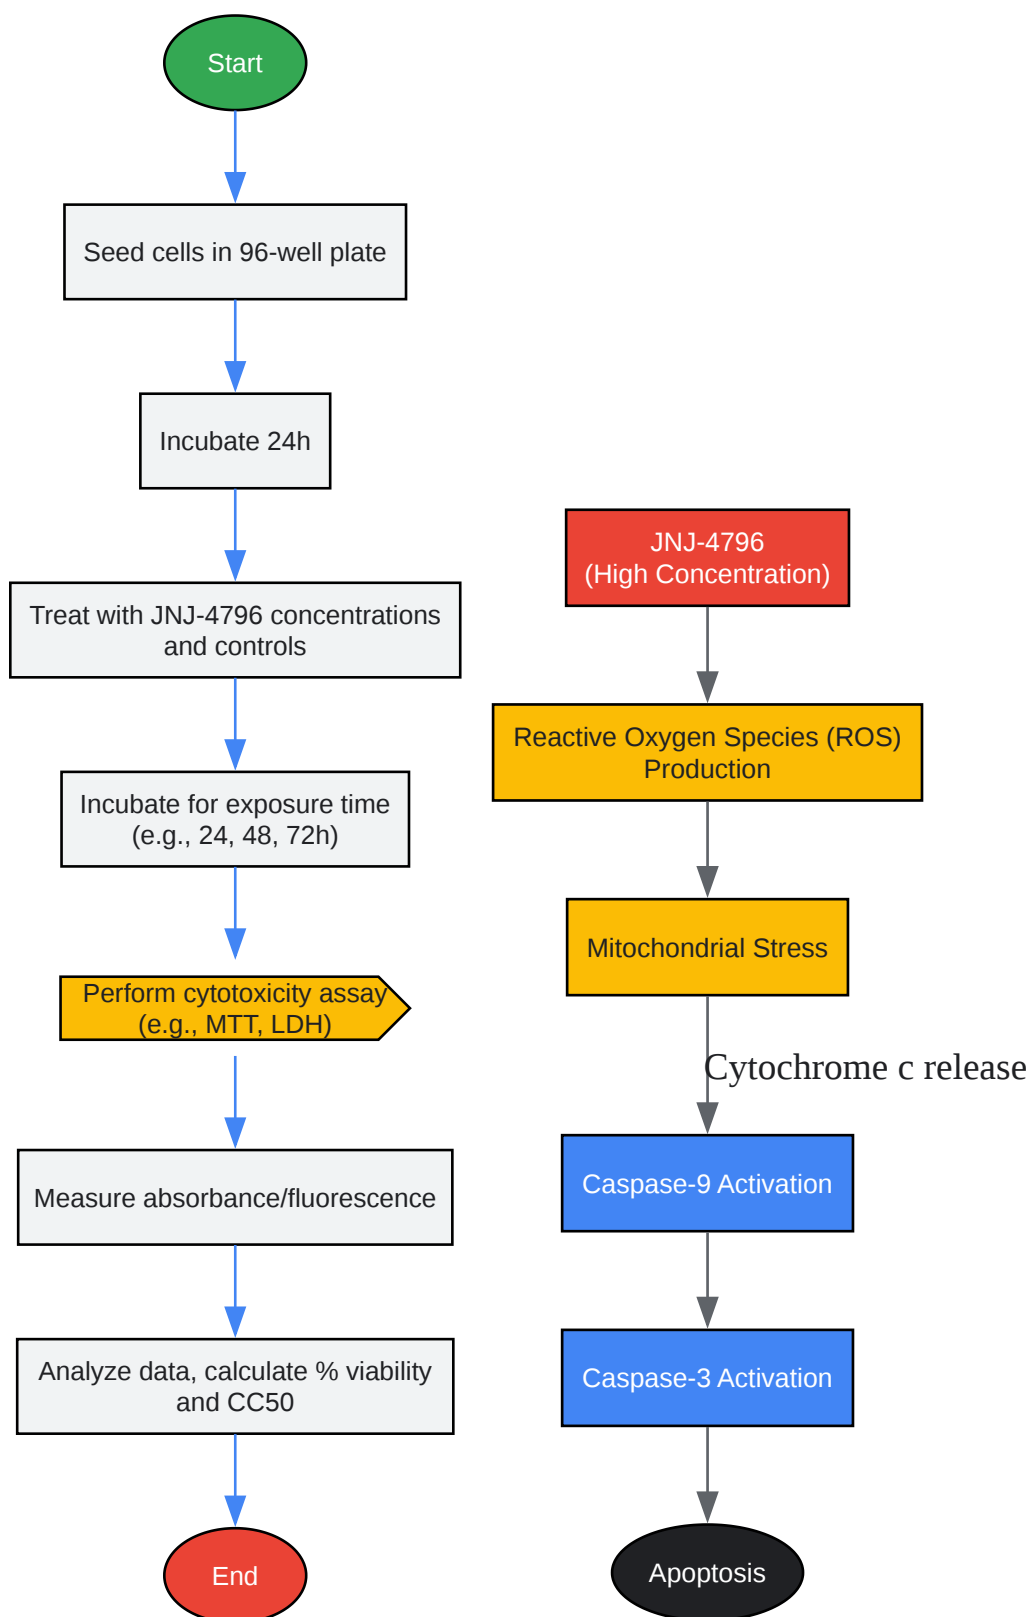 Start
Seed cells in 96-well plate
Incubate 24h
Treat with JNJ-4796 concentrations
and controls
Incubate for exposure time
(e.g., 24, 48, 72h)
Perform cytotoxicity assay
(e.g., MTT, LDH)
Measure absorbance/fluorescence
Analyze data, calculate % viability
and CC50
End
JNJ-4796
(High Concentration)
Reactive Oxygen Species (ROS)
Production
Mitochondrial Stress
Cytochrome c release
Caspase-9 Activation
Caspase-3 Activation
Apoptosis